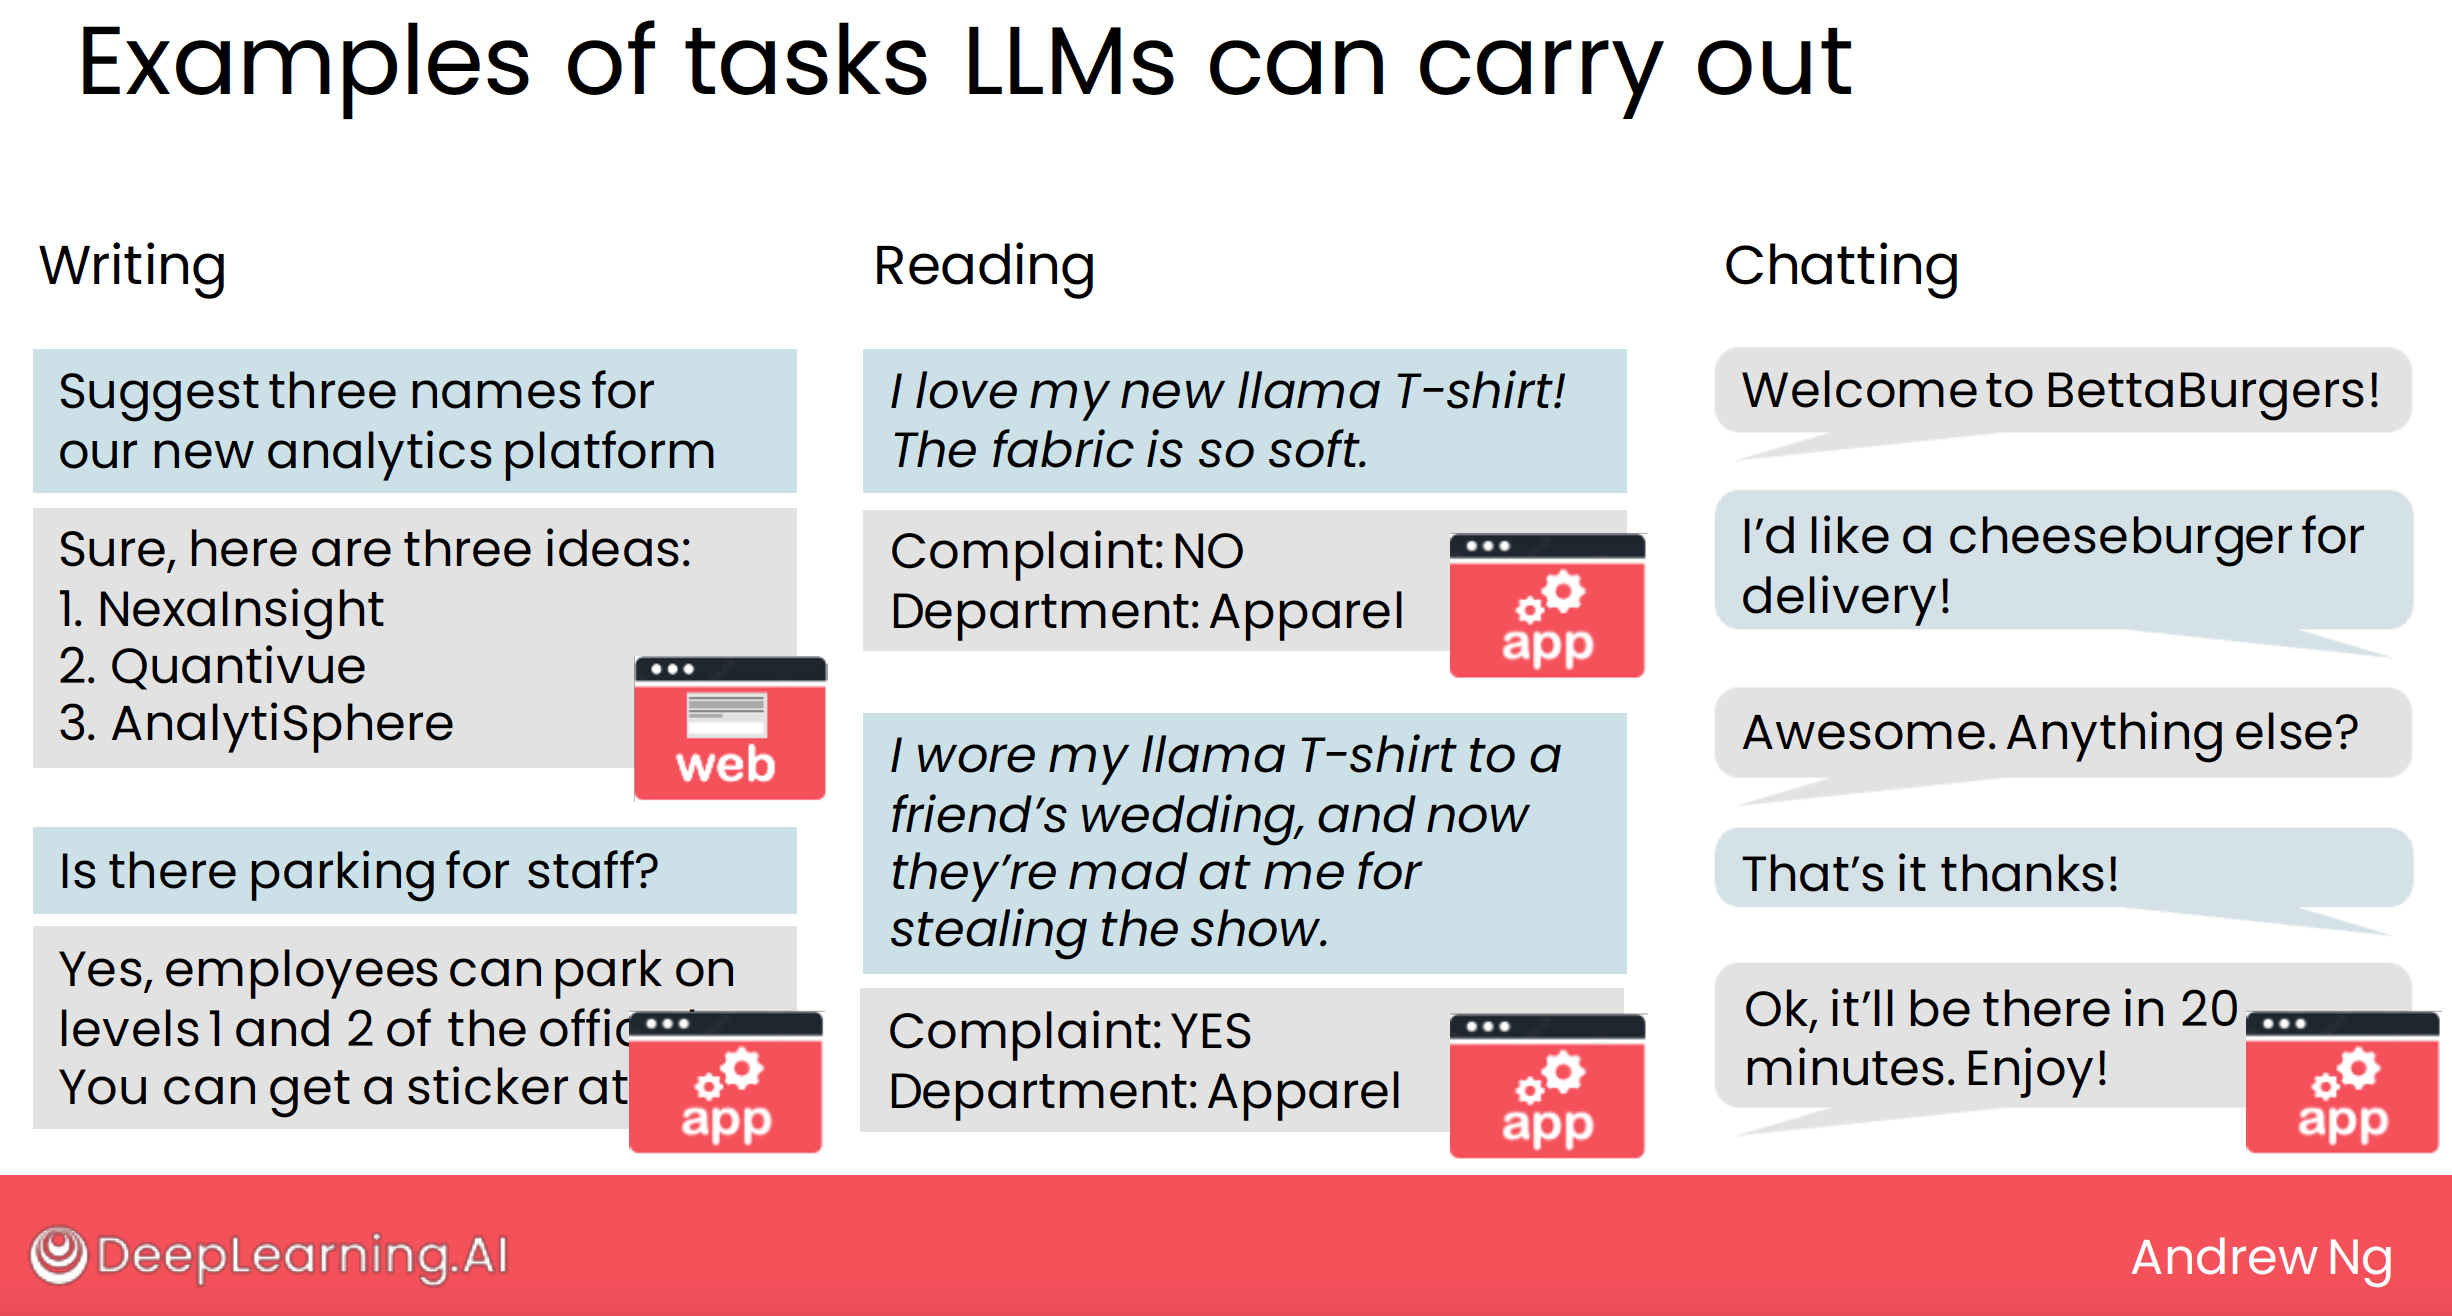 Examples of tasks LLMs can carry out
Writing
Suggest three names for
our new analytics platform
Sure, here are three ideas:
1. NexaInsight
2. Quantivue
3. AnalytiSphere
web
Is there parking for staff?
Yes, employees can park on
levels 1 and 2 of the
You can get a sticker at
app
Reading
I love my new llama T-shirt!
The fabric is so soft.
Complaint: NO
Department: Apparel
app
I wore my llama T-shirt to a
friend's wedding, and now
they're mad at me for
stealing the show.
Complaint: YES
Department: Apparel
app
Chatting
Welcome to BettaBurgers!
I'd like a cheeseburger for
delivery!
Awesome. Anything else?
That's it thanks!
Ok, it'll be there in 20
minutes. Enjoy!
app
DeepLearning.AI
Andrew Ng